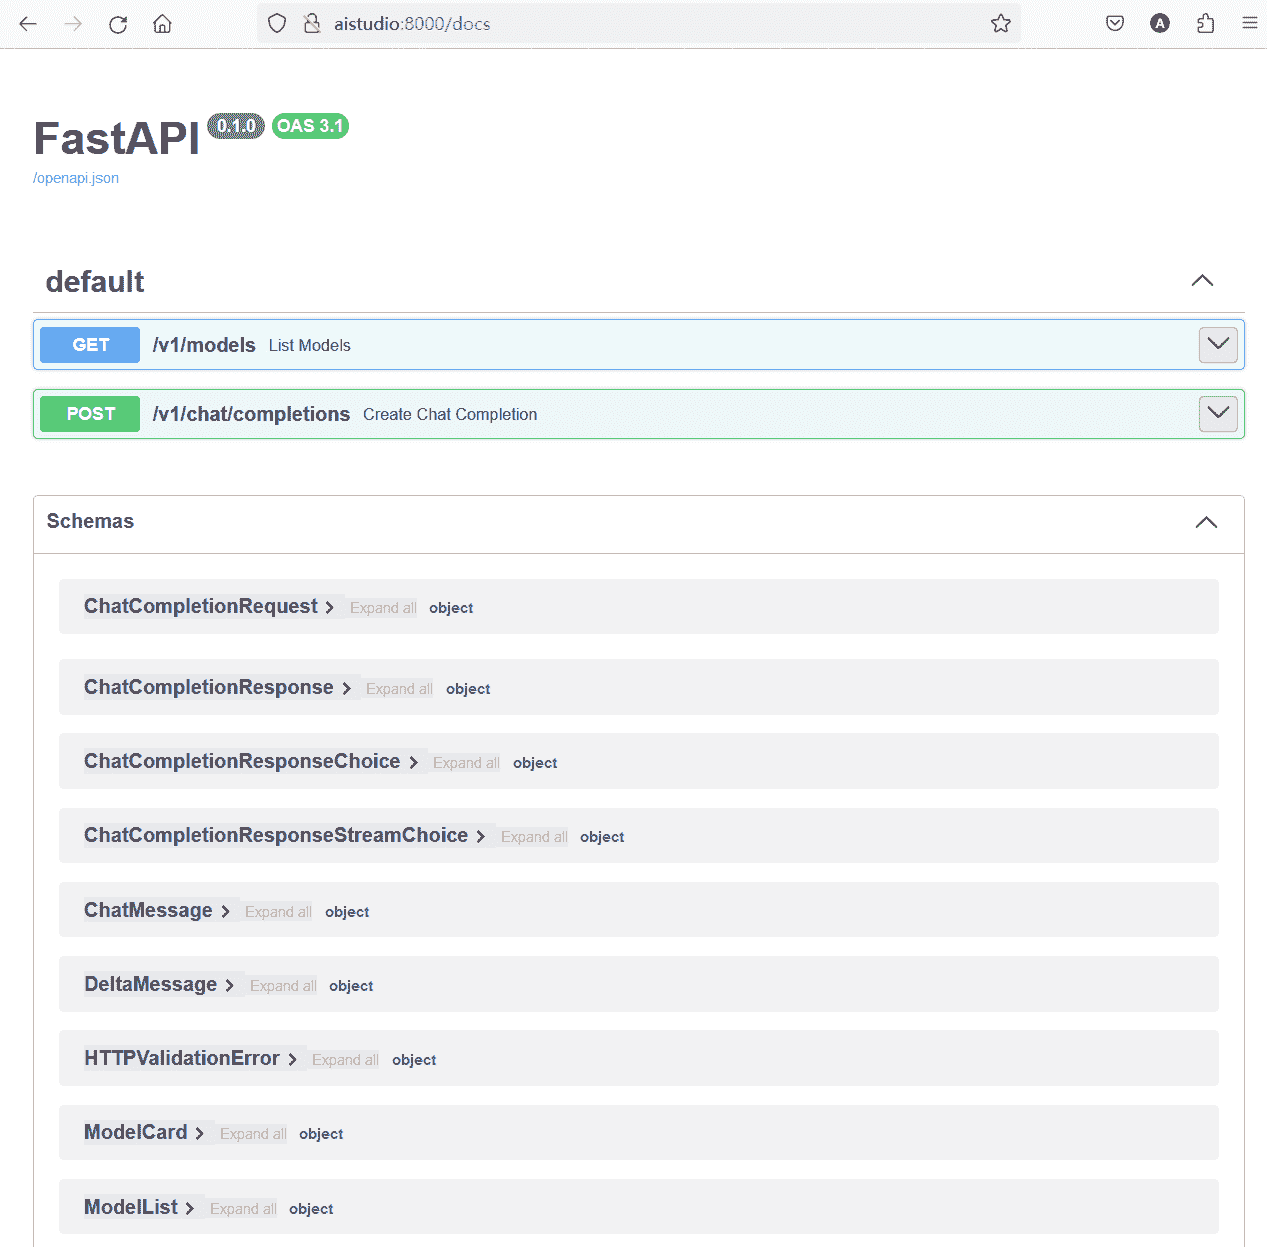 aistudio:8000/docs
A
FastAPI 0.1.0 OAS 3.1
/openapi.json
default
GET /v1/models List Models
POST /v1/chat/completions Create Chat Completion
Schemas
ChatCompletionRequest Expand all object
ChatCompletionResponse Expand all object
ChatCompletionResponseChoice Expand all object
ChatCompletionResponseStreamChoice Expand all object
ChatMessage Expand all object
DeltaMessage Expand all object
HTTPValidationError Expand all object
ModelCard Expand all object
ModelList Expand all object